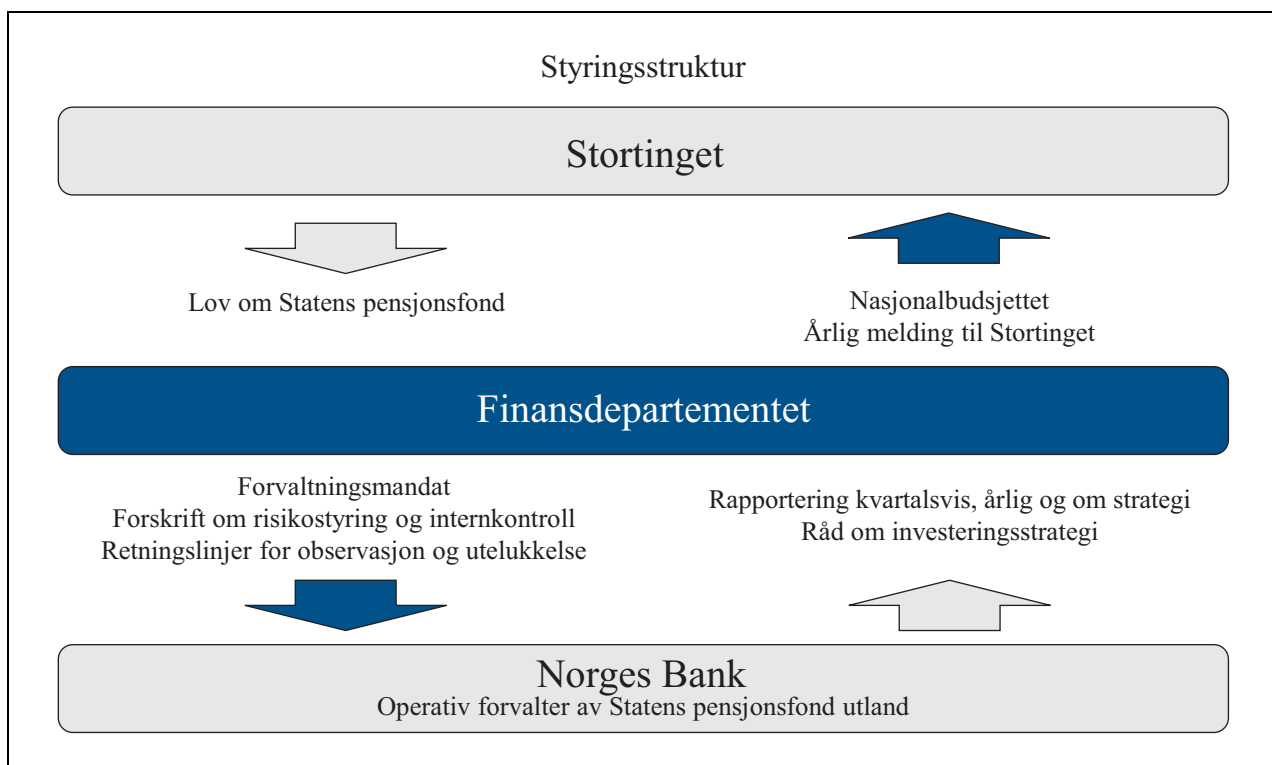 Styringsstruktur
Stortinget
Lov om Statens pensjonsfond
Nasjonalbudsjettet
Årlig melding til Stortinget
Finansdepartementet
Forvaltningsmandat
Forskrift om risikostyring og internkontroll
Retningslinjer for observasjon og utelukkelse
Rapportering kvartalsvis, årlig og om strategi
Råd om investeringsstrategi
Norges Bank
Operativ forvalter av Statens pensjonsfond utland